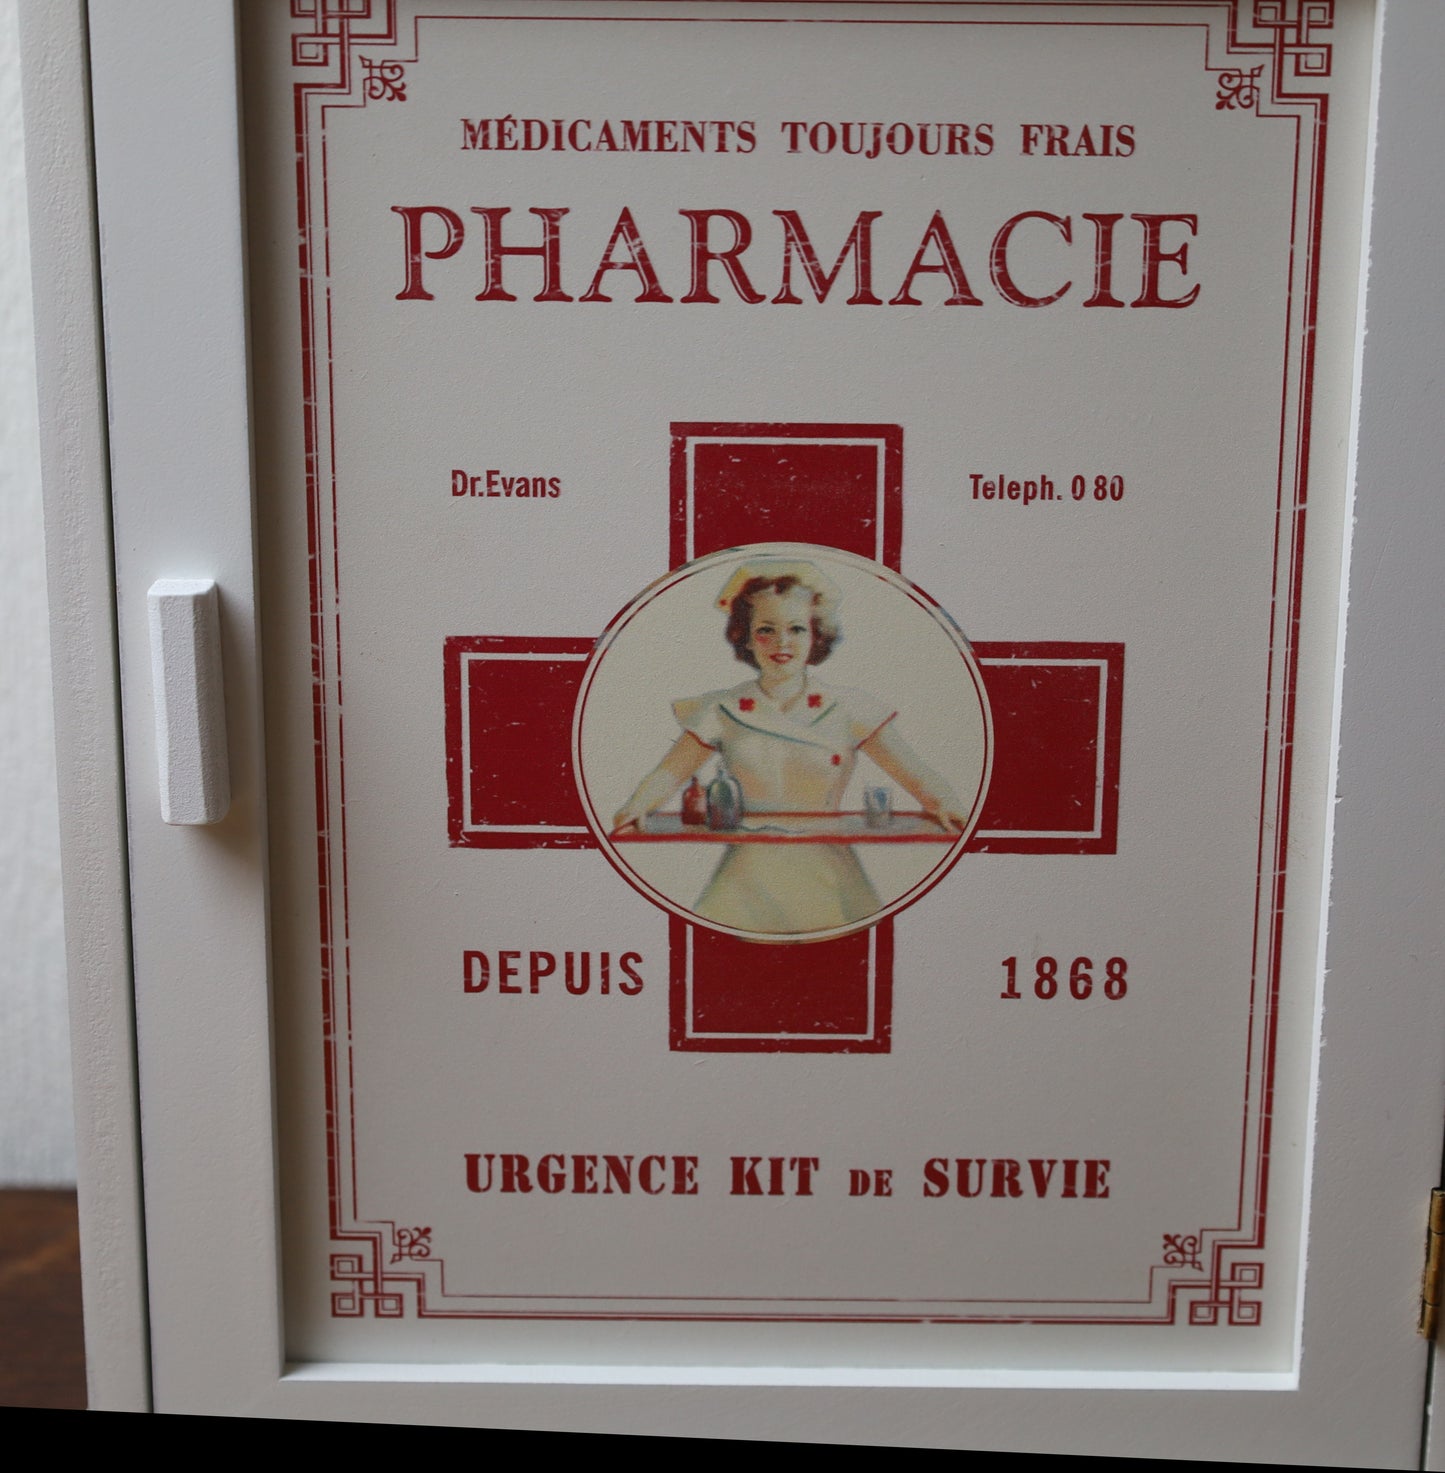 MÉDICAMENTS TOUJOURS FRAIS
PHARMACIE
Dr.Evans
Teleph. 0 80
DEPUIS 1868
URGENCE KIT DE SURVIE